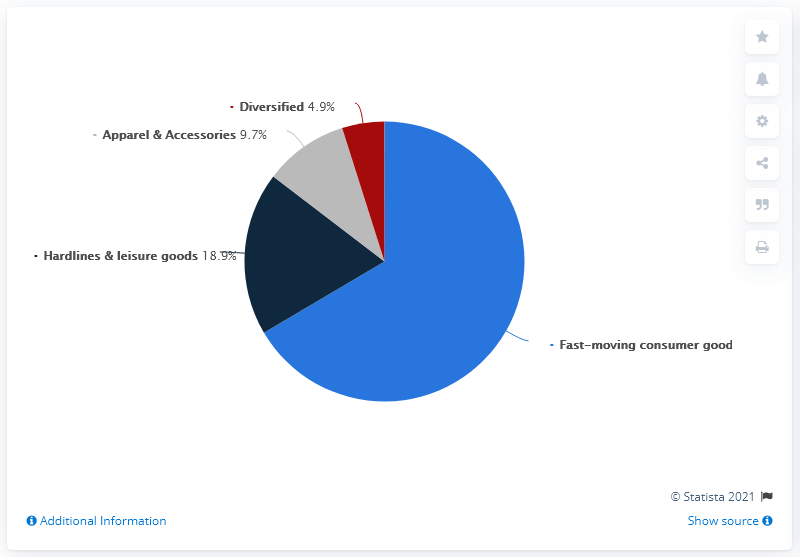 Diversified 4.9%
Apparel & Accessories 9.7%
Hardlines & leisure goods 18.9%
Fast-moving consumer good
© Statista 2021
Additional Information
Show source